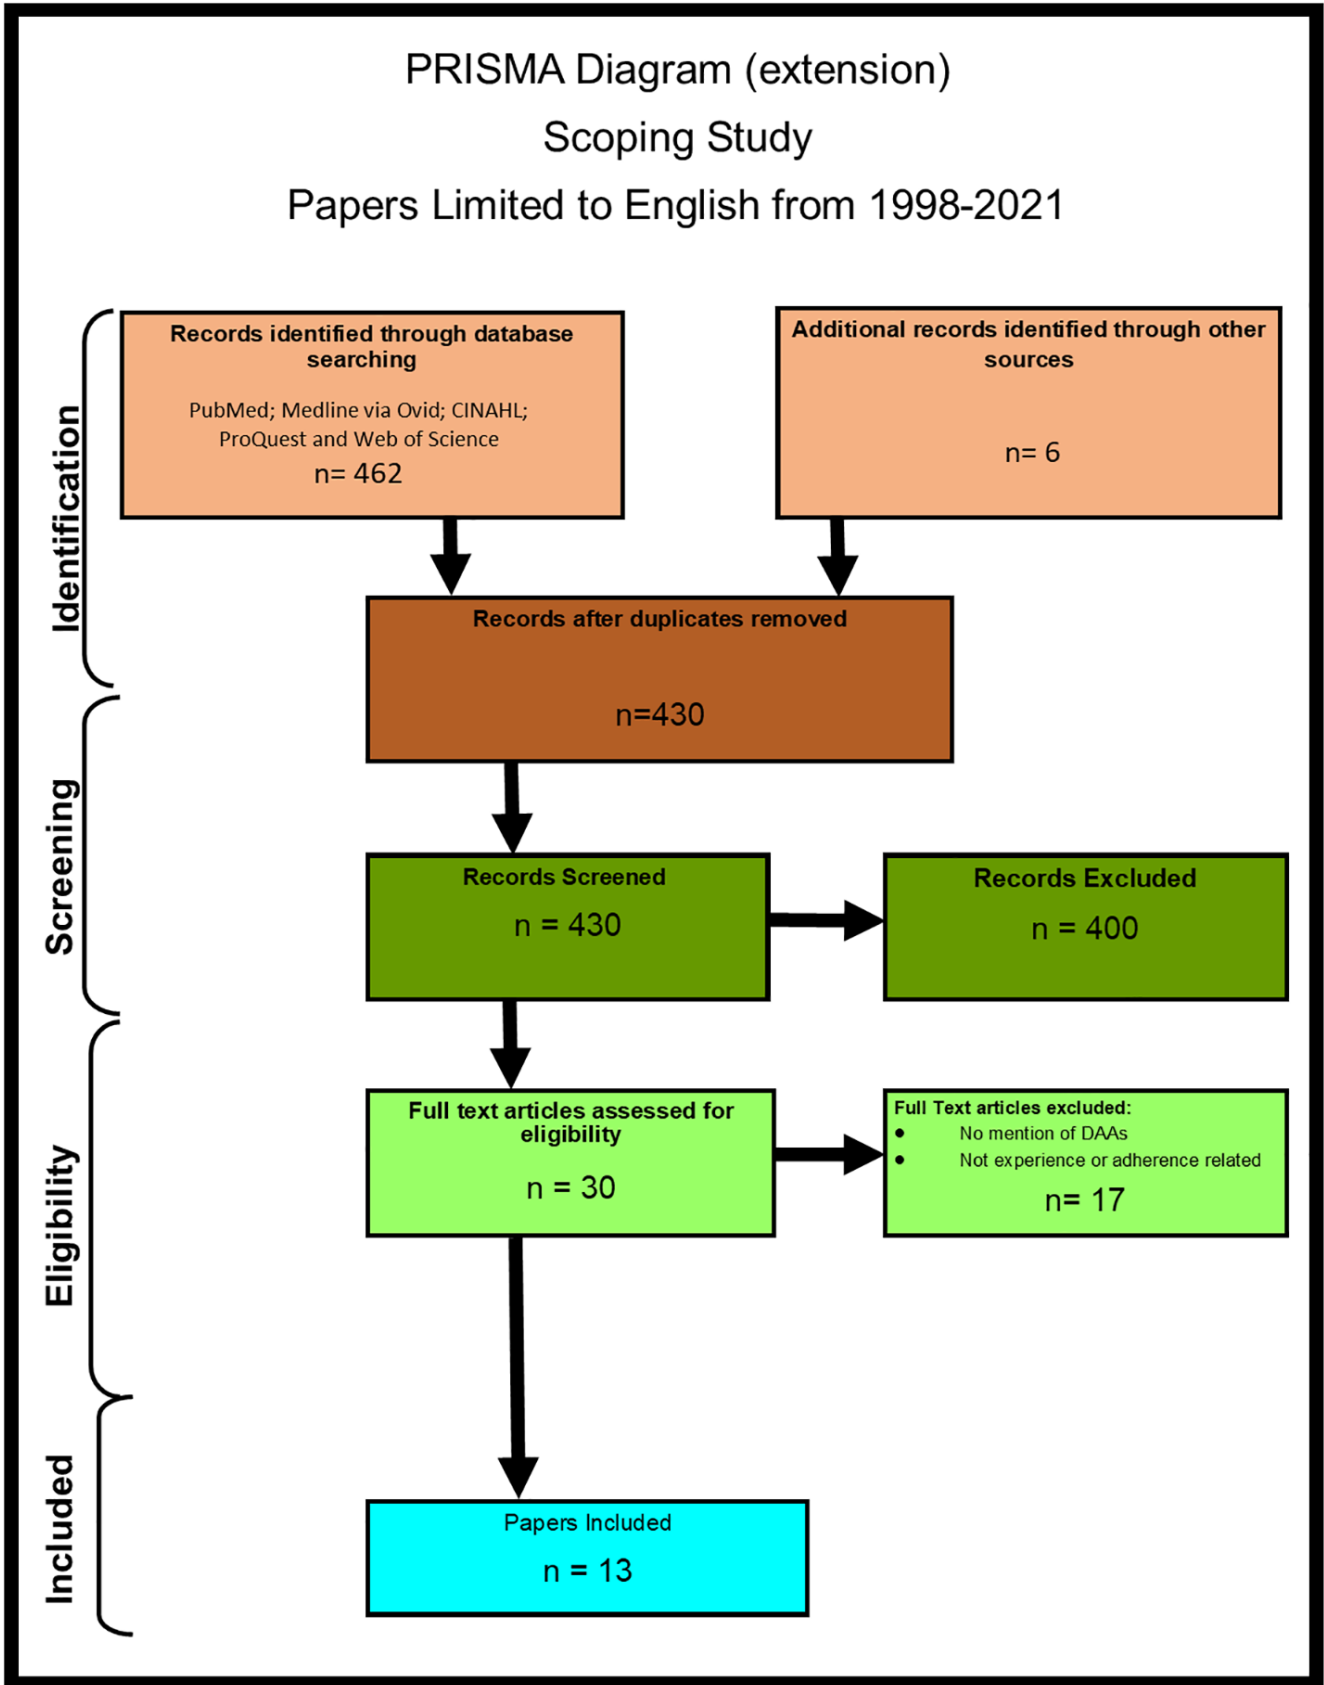 PRISMA Diagram (extension)
Scoping Study
Papers Limited to English from 1998-2021
Identification
Records identified through database
searching
PubMed; Medline via Ovid; CINAHL;
ProQuest and Web of Science
n= 462
Additional records identified through other
sources
n= 6
Records after duplicates removed
n=430
Screening
Records Screened
n = 430
Records Excluded
n = 400
Eligibility
Full text articles assessed for
eligibility
n = 30
Full Text articles excluded:
● No mention of DAAs
● Not experience or adherence related
n= 17
Included
Papers Included
n = 13